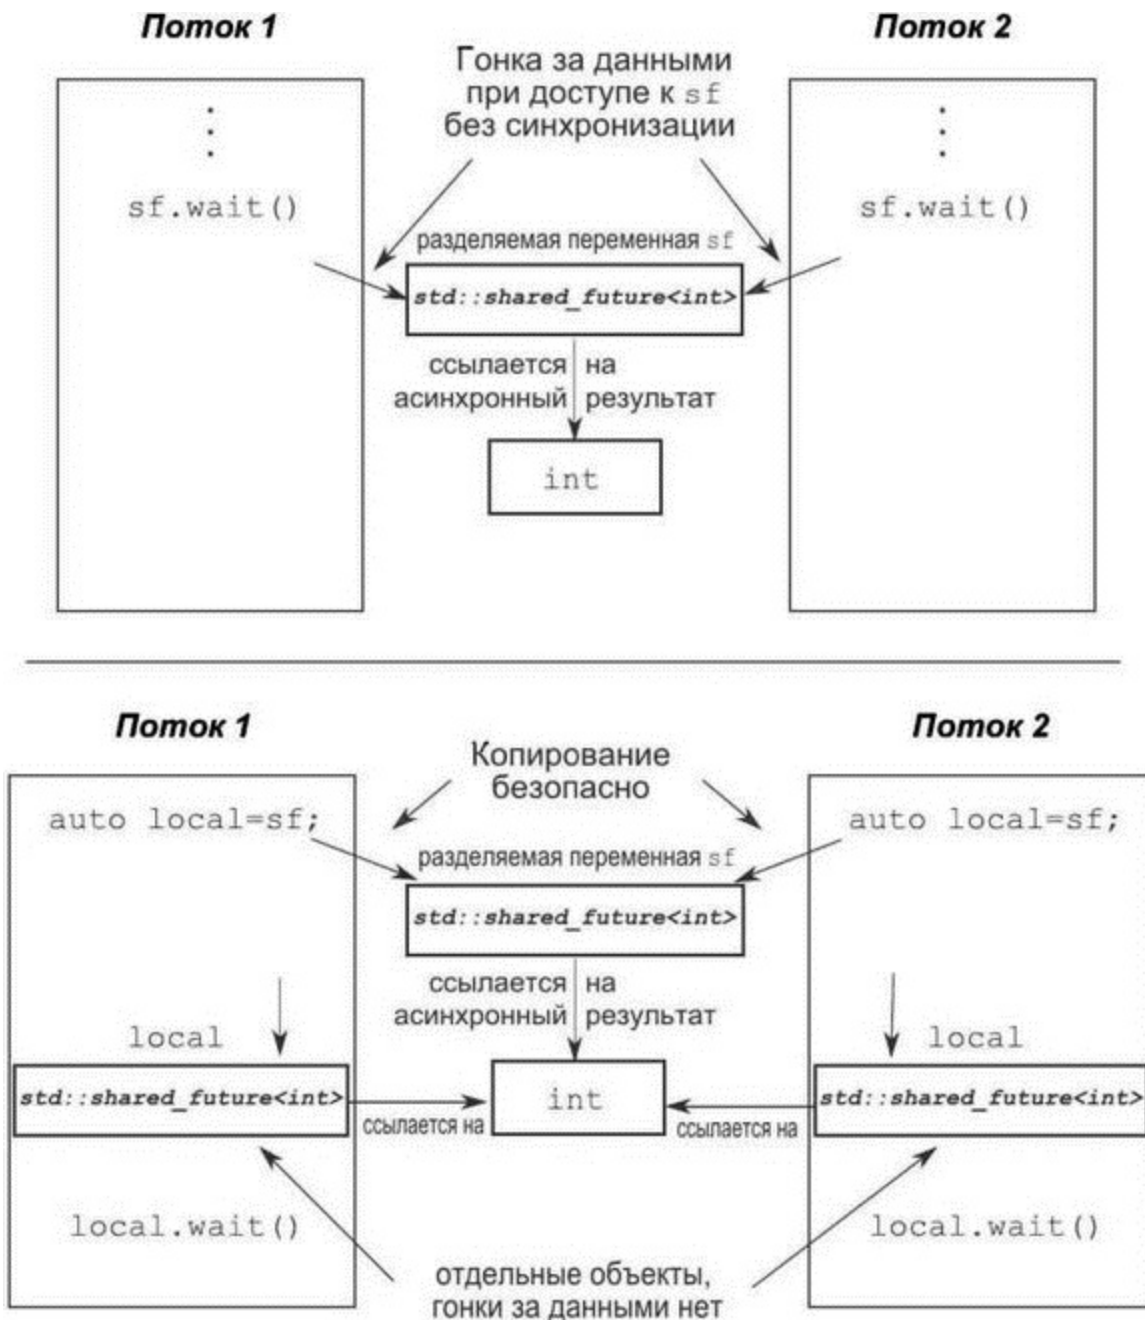 Поток 1
Поток 2
Гонка за данными
при доступе к sf
без синхронизации
sf.wait()
sf.wait()
разделяемая переменная sf
std::shared_future<int>
ссылается на
асинхронный результат
int
Поток 1
Поток 2
Копирование
безопасно
auto local=sf;
auto local=sf;
разделяемая переменная sf
std::shared_future<int>
ссылается на
асинхронный результат
local
local
std::shared_future<int>
int
std::shared_future<int>
ссылается на
ссылается на
local.wait()
local.wait()
отдельные объекты,
гонки за данными нет